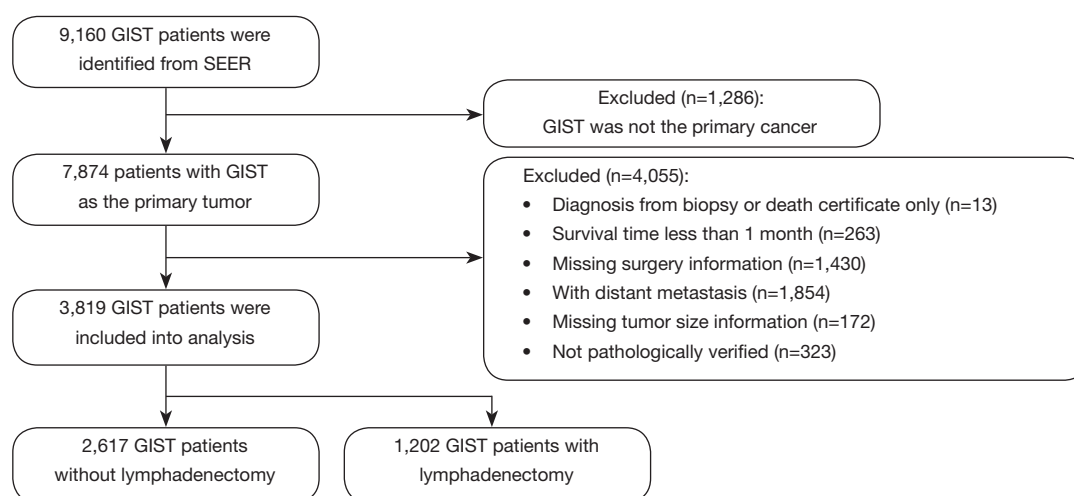 9,160 GIST patients were
identified from SEER
Excluded (n=1,286):
GIST was not the primary cancer
7,874 patients with GIST
as the primary tumor
Excluded (n=4,055):
• Diagnosis from biopsy or death certificate only (n=13)
• Survival time less than 1 month (n=263)
• Missing surgery information (n=1,430)
• With distant metastasis (n=1,854)
• Missing tumor size information (n=172)
• Not pathologically verified (n=323)
3,819 GIST patients were
included into analysis
2,617 GIST patients
without lymphadenectomy
1,202 GIST patients with
lymphadenectomy